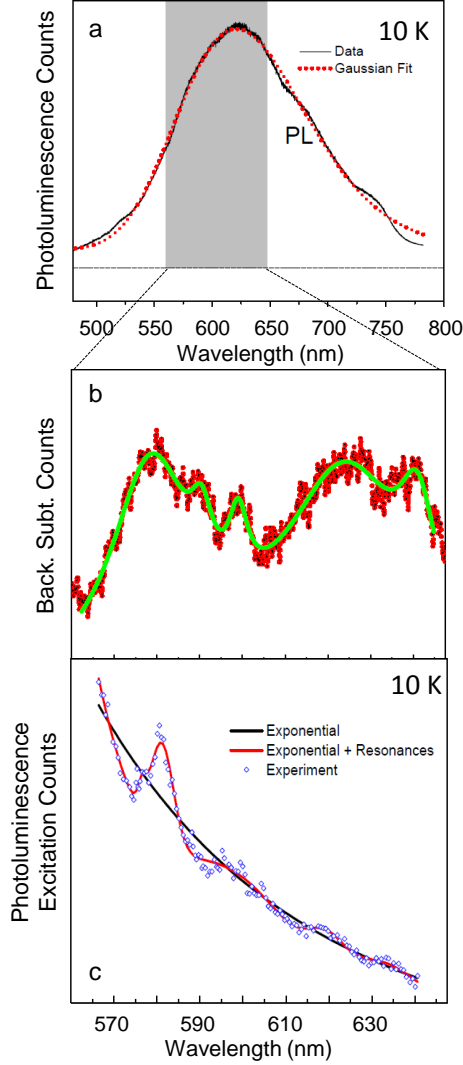 a
10 K
Data
Gaussian Fit
PL
Photoluminescence Counts
500 550 600 650 700 750 800
Wavelength (nm)
b
Back. Subt. Counts
10 K
Exponential
Exponential + Resonances
Experiment
Photoluminescence
Excitation Counts
c
570 590 610 630
Wavelength (nm)